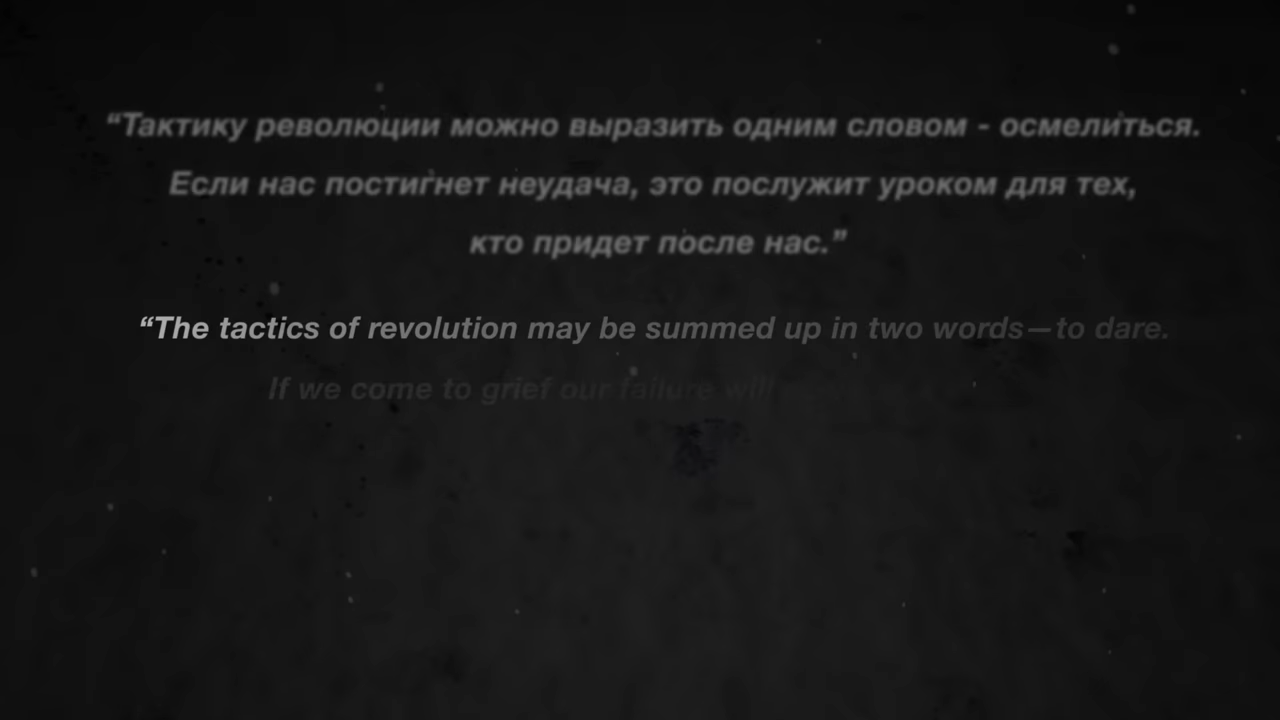 “Тактику революции можно выразить одним словом - осмелиться.
Если нас постигнет неудача, это послужит уроком для тех,
кто придет после нас.”
“The tactics of revolution may be summed up in two words—to dare.
If we come to grief our failure will